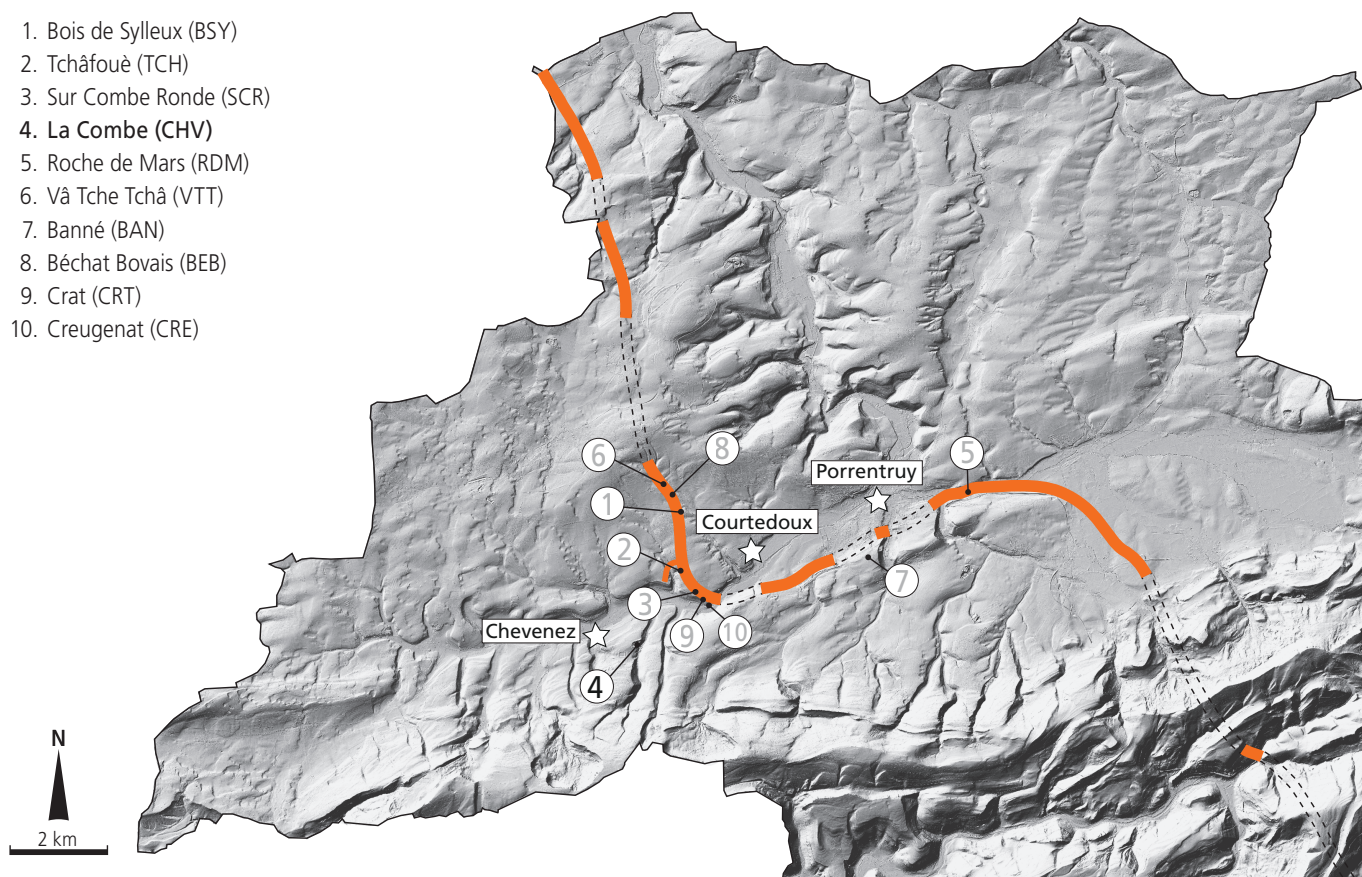 1. Bois de Sylleux (BSY)
2. Tchâfouè (TCH)
3. Sur Combe Ronde (SCR)
4. La Combe (CHV)
5. Roche de Mars (RDM)
6. Vâ Tche Tchâ (VTT)
7. Banné (BAN)
8. Béchat Bovais (BEB)
9. Crat (CRT)
10. Creugenat (CRE)
6
8
5
Porrentruy
1
Courtedoux
2
7
3
Chevenez
9
10
4
N
2 km